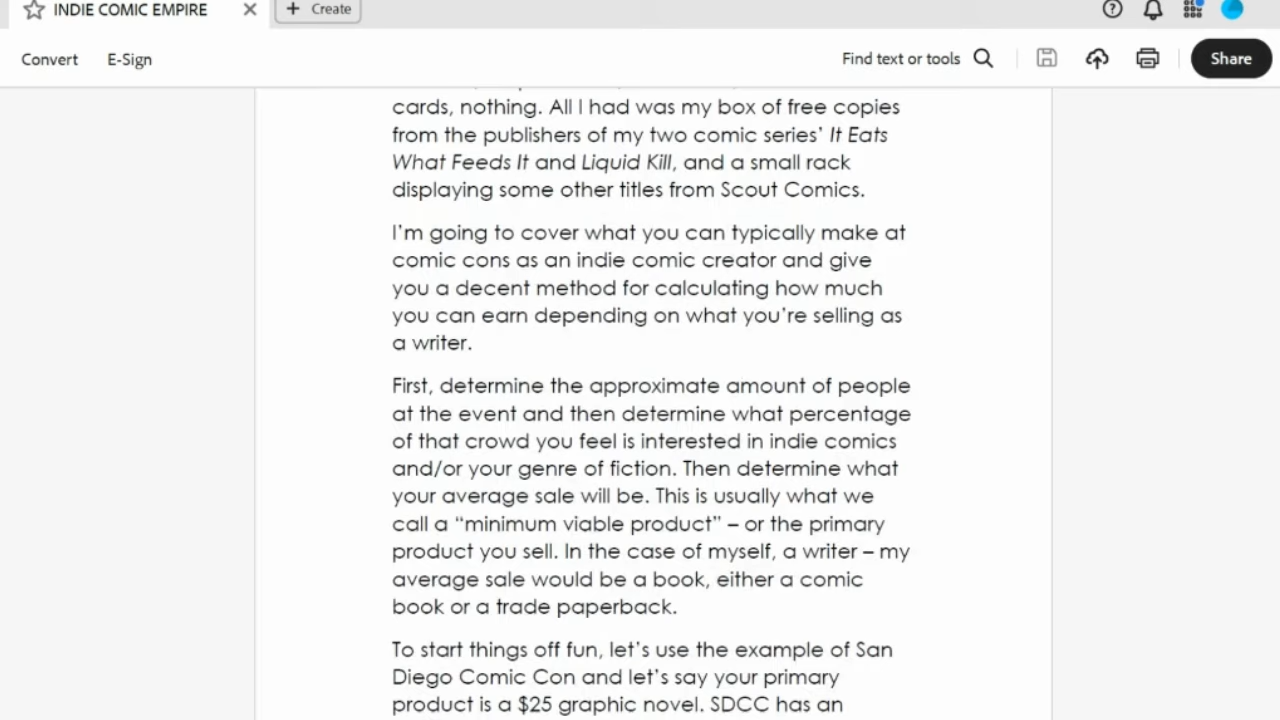 INDIE COMIC EMPIRE
+ Create
Convert
E-Sign
Find text or tools
Share
cards, nothing. All I had was my box of free copies
from the publishers of my two comic series’ It Eats
What Feeds It and Liquid Kill, and a small rack
displaying some other titles from Scout Comics.
I’m going to cover what you can typically make at
comic cons as an indie comic creator and give
you a decent method for calculating how much
you can earn depending on what you’re selling as
a writer.
First, determine the approximate amount of people
at the event and then determine what percentage
of that crowd you feel is interested in indie comics
and/or your genre of fiction. Then determine what
your average sale will be. This is usually what we
call a “minimum viable product” – or the primary
product you sell. In the case of myself, a writer – my
average sale would be a book, either a comic
book or a trade paperback.
To start things off fun, let’s use the example of San
Diego Comic Con and let’s say your primary
product is a $25 graphic novel. SDCC has an